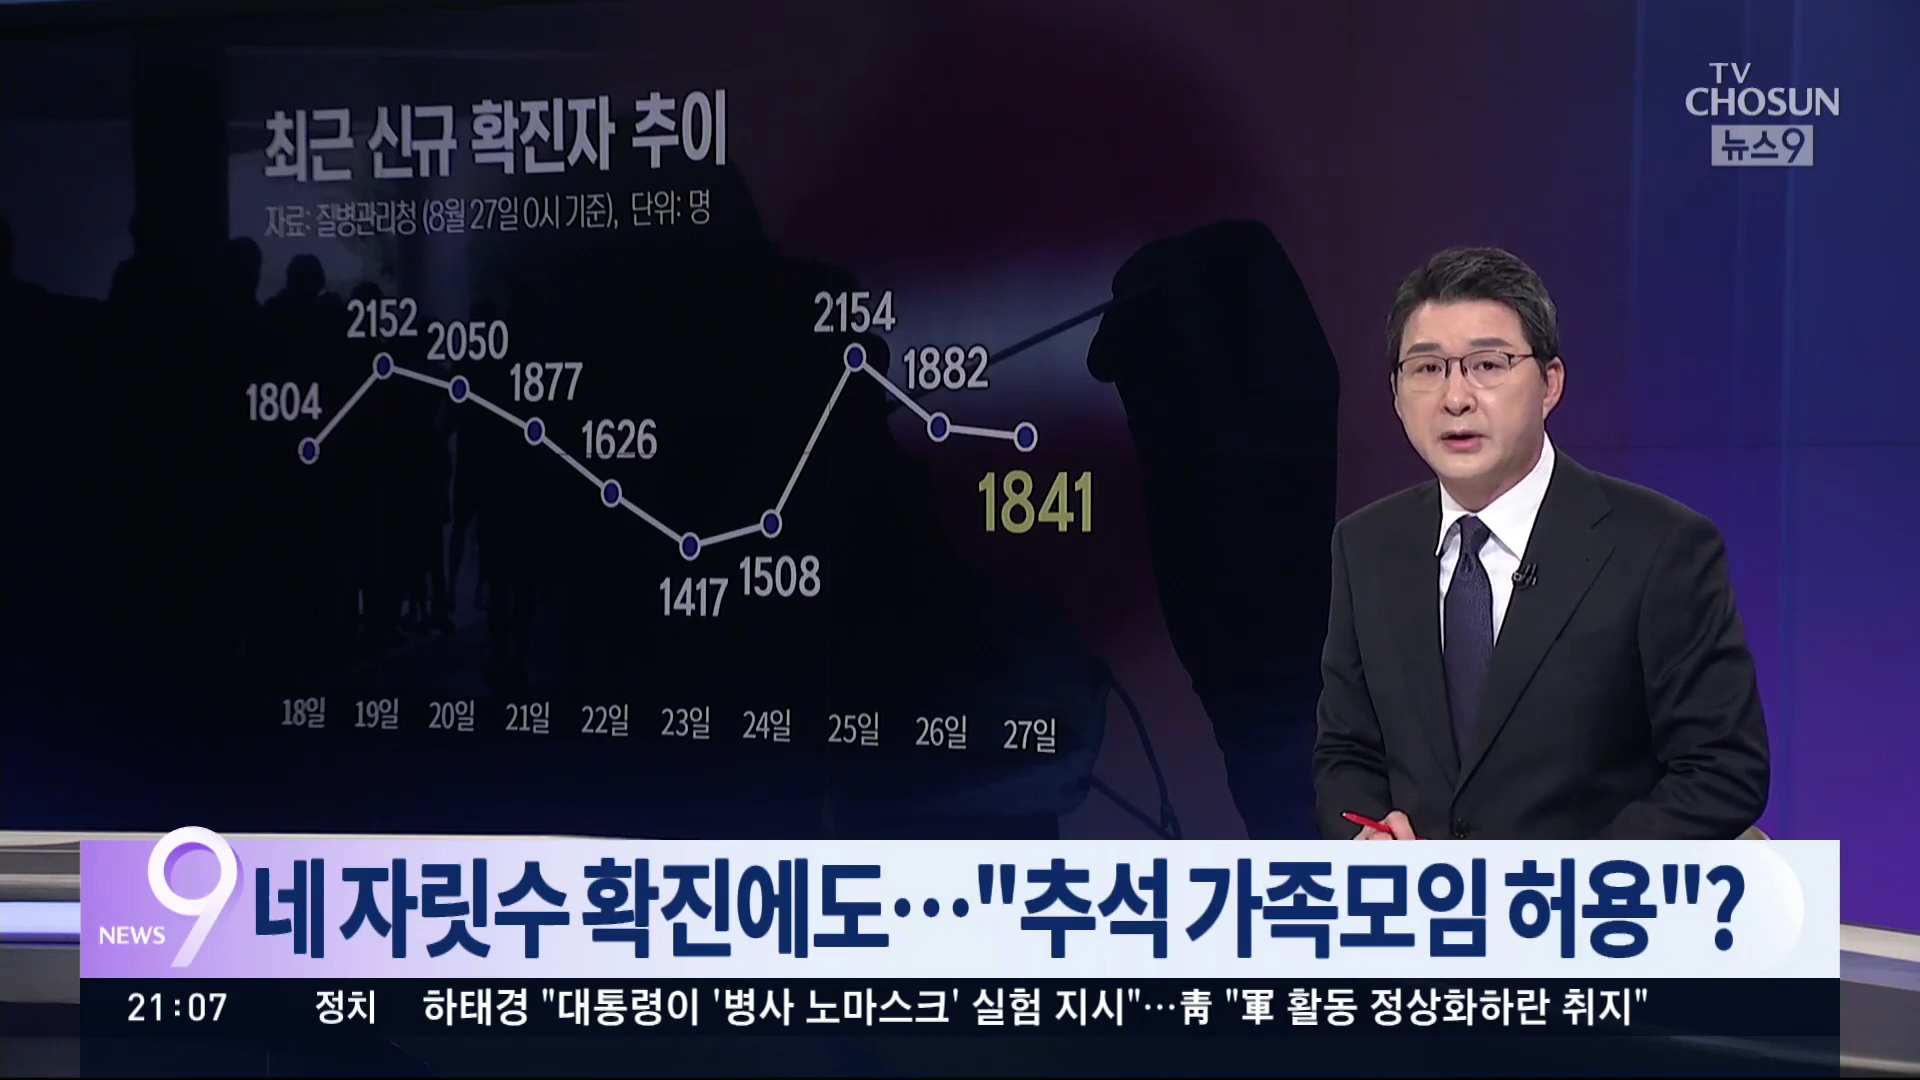 최근 신규 확진자 추이
자료: 질병관리청 (8월 27일 0시 기준), 단위: 명
TV
CHOSUN
뉴스9
1804
2152
2050
1877
1626
1417
1508
2154
1882
1841
18일 19일 20일 21일 22일 23일 24일 25일 26일 27일
NEWS 9
네 자릿수 확진에도…"추석 가족모임 허용"?
21:07 정치 하태경 "대통령이 '병사 노마스크' 실험 지시"…靑 "軍 활동 정상화하란 취지"